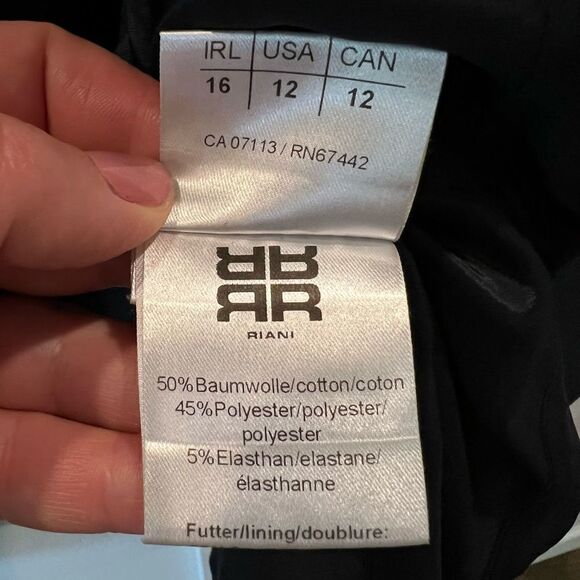 IRL USA CAN
16 12 12
CA 07113 / RN67442
RIANI
50%Baumwolle/cotton/coton
45%Polyester/polyester/
polyester
5%Elasthan/elastane/
élasthanne
Futter/lining/doublure: